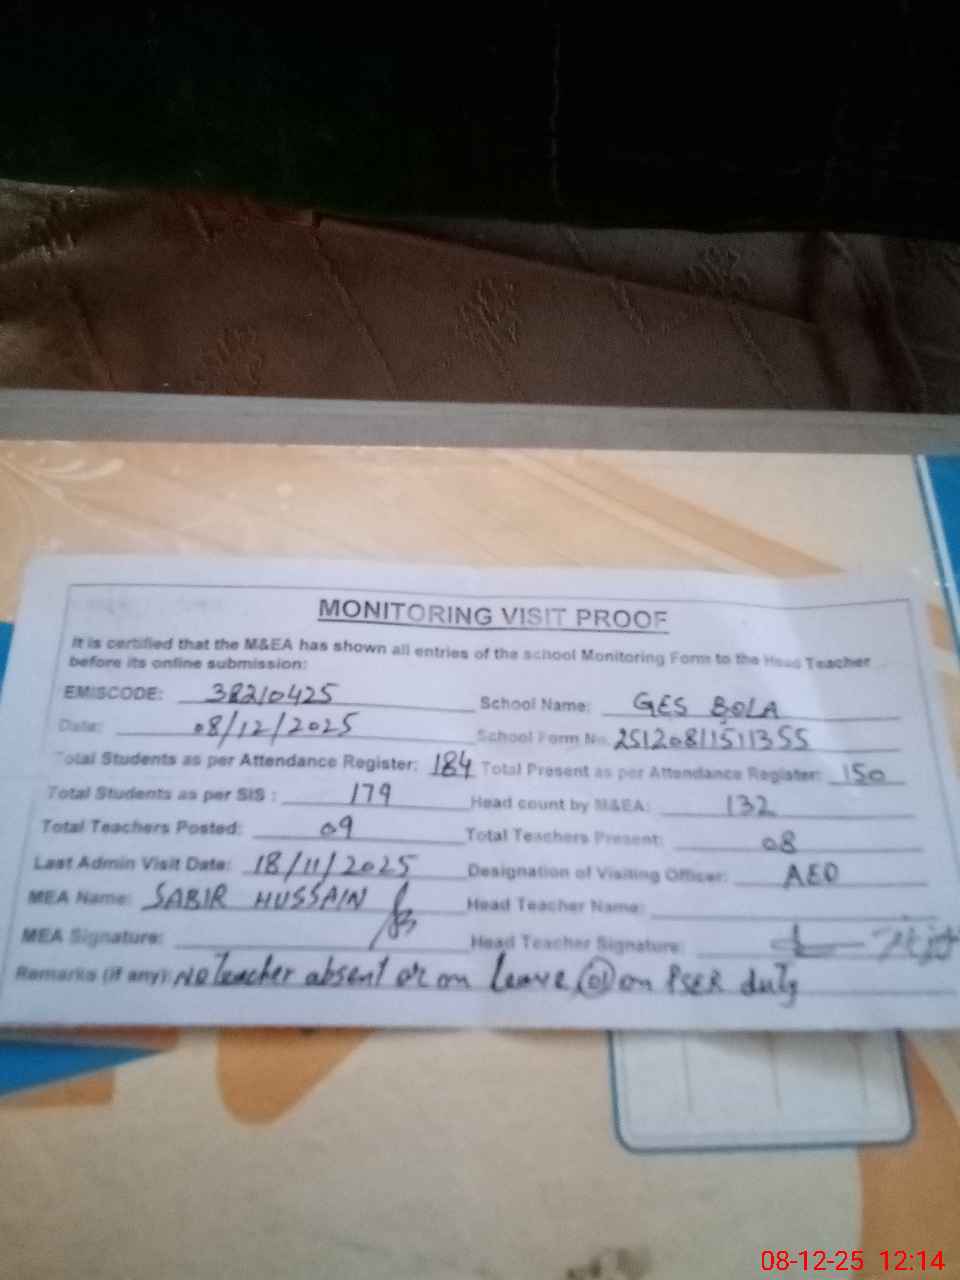 MONITORING VISIT PROOF
It is certified that the M&EA has shown all entries of the school Monitoring Form to the Head Teacher
before its online submission:
EMISCODE: 38210425 School Name: GES BOLA
Date: 08/12/2025 School Form No. 25120811511355
Total Students as per Attendance Register: 184 Total Present as per Attendance Register: 150
Total Students as per SIS : 179 Head count by M&EA: 132
Total Teachers Posted: 09 Total Teachers Present: 08
Last Admin Visit Date: 18/11/2025 Designation of Visiting Officer: AEO
MEA Name: SABIR HUSSAIN Head Teacher Name:
MEA Signature: Head Teacher Signature:
Remarks (if any): No teacher absent or on leave (01) on PSER duty
08-12-25 12:14